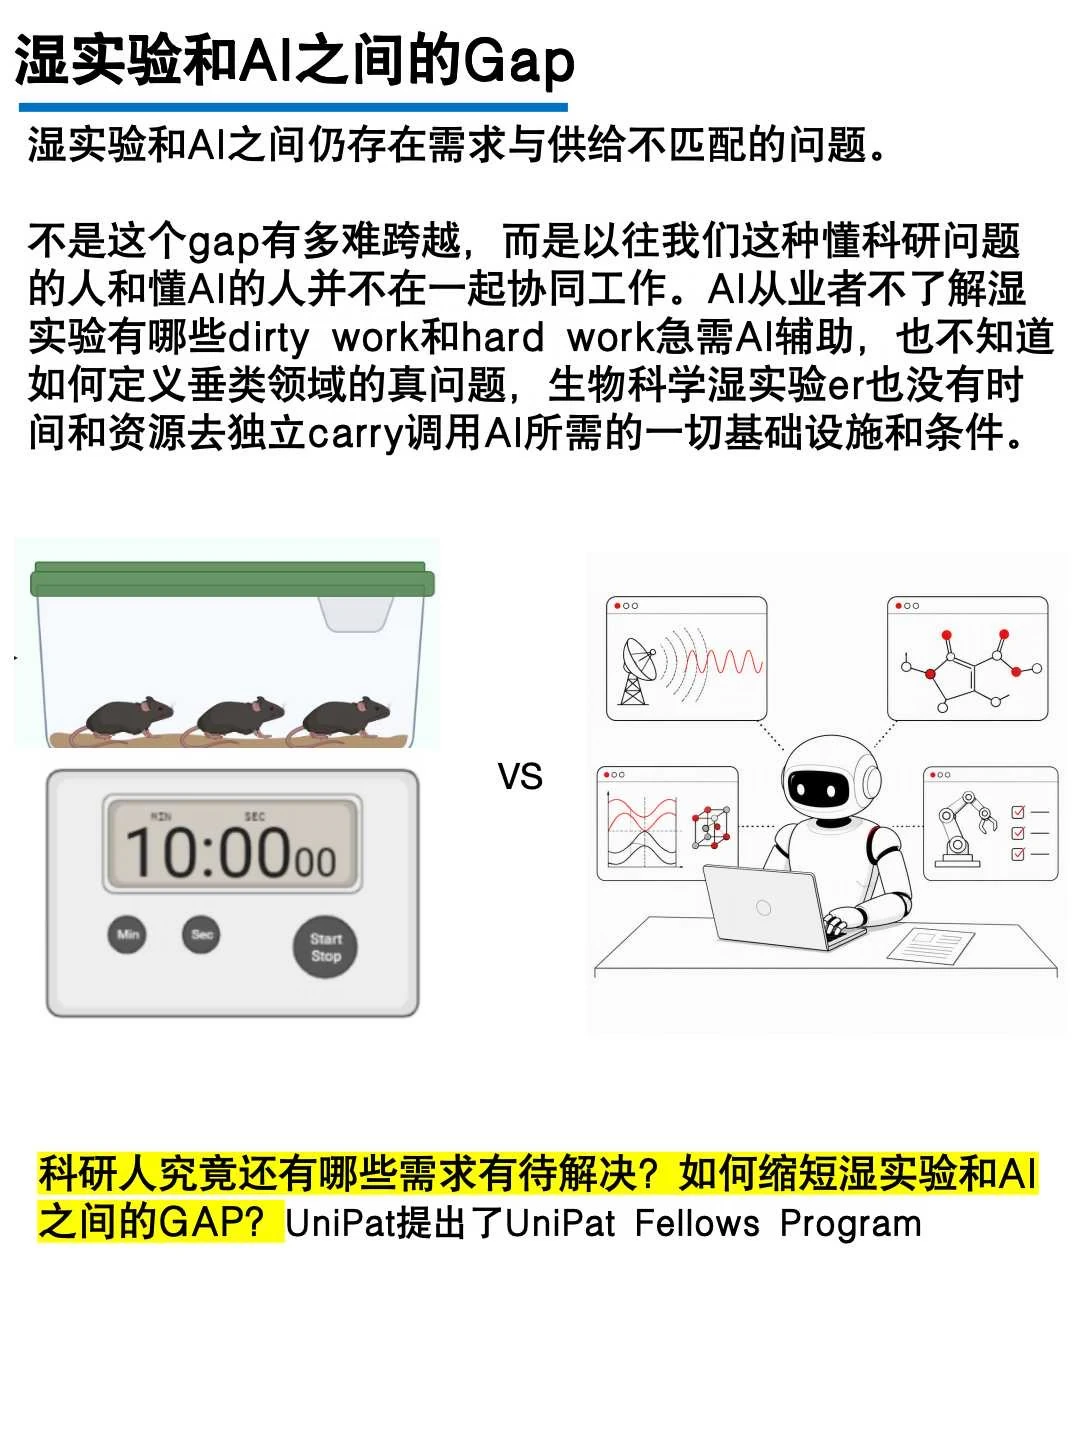 湿实验和AI之间的Gap
湿实验和AI之间仍存在需求与供给不匹配的问题。
不是这个gap有多难跨越，而是以往我们这种懂科研问题
的人和懂AI的人并不在一起协同工作。AI从业者不了解湿
实验有哪些dirty work和hard work急需AI辅助，也不知道
如何定义垂类领域的真问题，生物科学湿实验er也没有时
间和资源去独立carry调用AI所需的一切基础设施和条件。
MIN SEC
10:0000
Min Sec Start
Stop
VS
科研人究竟还有哪些需求有待解决？如何缩短湿实验和AI
之间的GAP？UniPat提出了UniPat Fellows Program